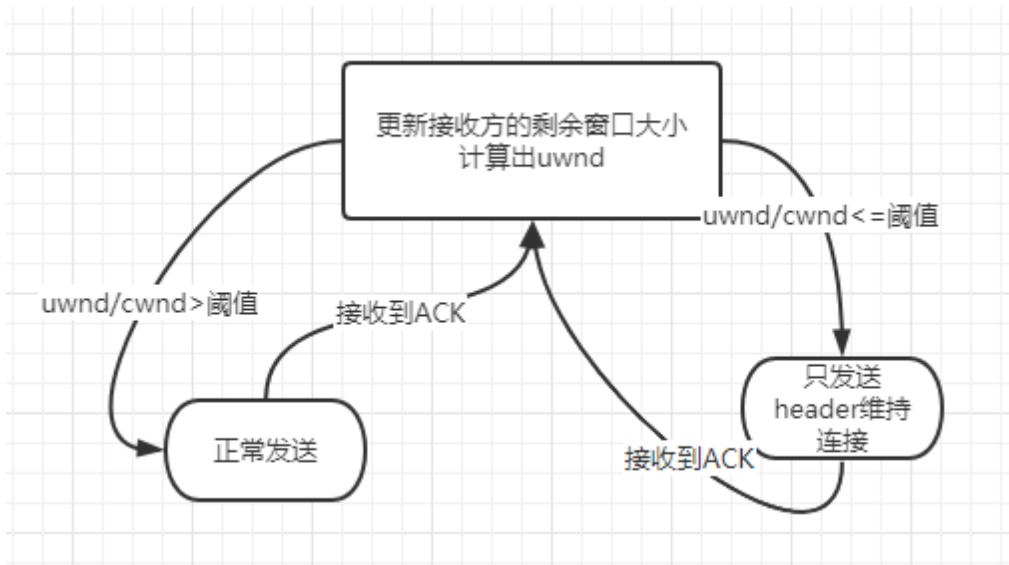 更新接收方的剩余窗口大小
计算出uwnd
uwnd/cwnd<=阈值
uwnd/cwnd>阈值
接收到ACK
只发送
header维持
连接
正常发送
接收到ACK